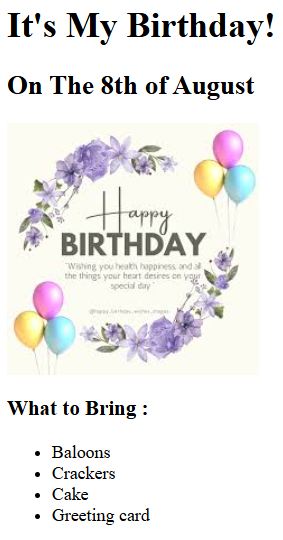 It's My Birthday!
On The 8th of August
Happy
BIRTHDAY
"Wishing you health, happiness, and all
the things your heart desires on your
special day "
@happy_birthday_wishes_shayari
What to Bring :
Baloons
Crackers
Cake
Greeting card